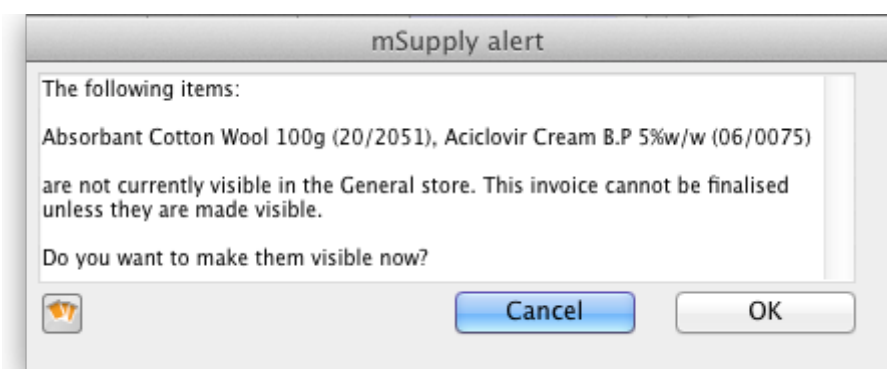 mSupply alert
The following items:
Absorbant Cotton Wool 100g (20/2051), Aciclovir Cream B.P 5%w/w (06/0075)
are not currently visible in the General store. This invoice cannot be finalised
unless they are made visible.
Do you want to make them visible now?
Cancel
OK